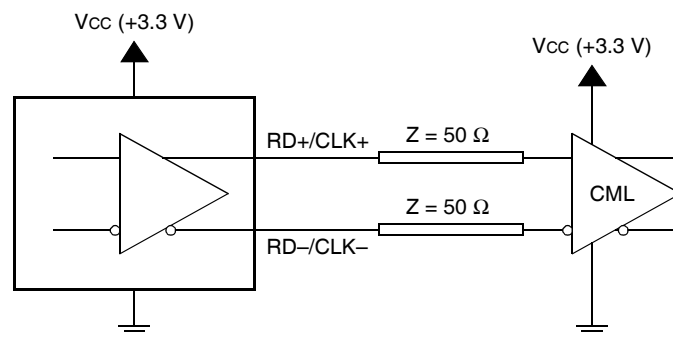 VCC (+3.3 V)
VCC (+3.3 V)
RD+/CLK+
Z = 50 Ω
CML
Z = 50 Ω
RD–/CLK–